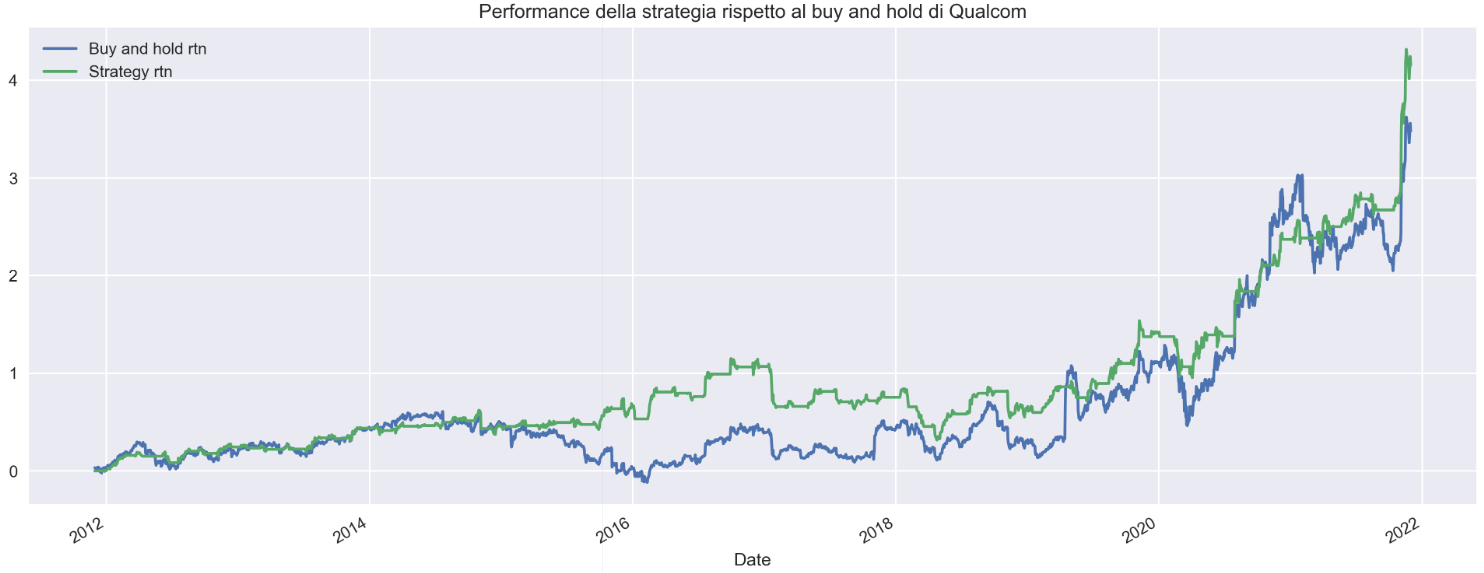 Performance della strategia rispetto al buy and hold di Qualcom
Buy and hold rtn
Strategy rtn
4
3
2
1
0
2012
2014
2016
2018
2020
2022
Date